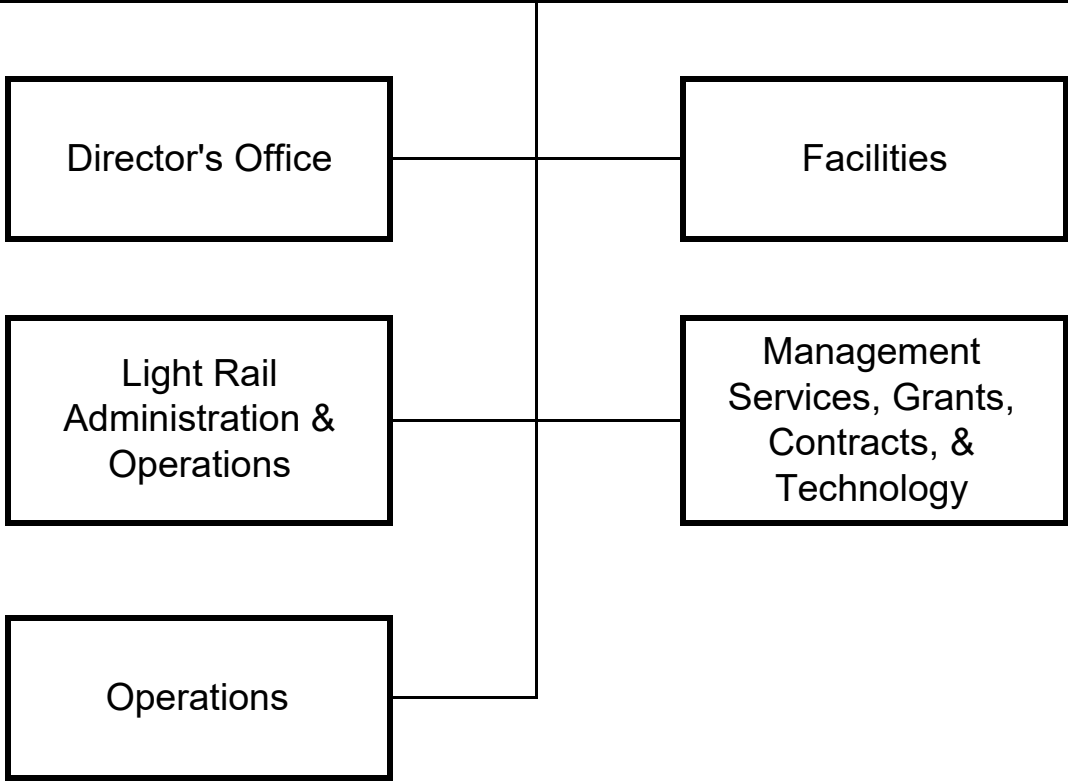 Director's Office
Facilities
Light Rail
Administration &
Operations
Management
Services, Grants,
Contracts, &
Technology
Operations